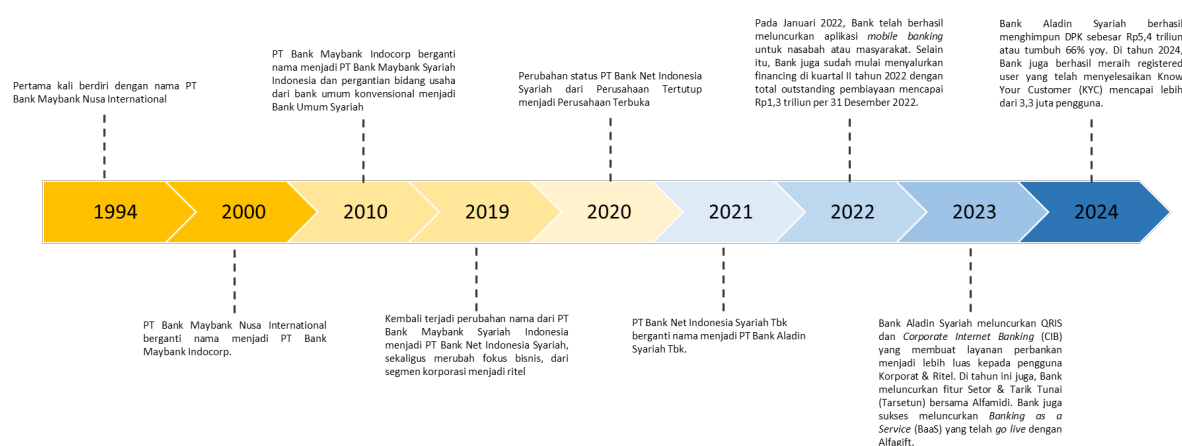 Pertama kali berdiri dengan nama PT
Bank Maybank Nusa International
PT Bank Maybank Indocorp berganti
nama menjadi PT Bank Maybank Syariah
Indonesia dan pergantian bidang usaha
dari bank umum konvensional menjadi
Bank Umum Syariah
Perubahan status PT Bank Net Indonesia
Syariah dari Perusahaan Tertutup
menjadi Perusahaan Terbuka
Pada Januari 2022, Bank telah berhasil
meluncurkan aplikasi mobile banking
untuk nasabah atau masyarakat. Selain
itu, Bank juga sudah mulai menyalurkan
financing di kuartal II tahun 2022 dengan
total outstanding pembiayaan mencapai
Rp1,3 triliun per 31 Desember 2022.
Bank Aladin Syariah berhasil
menghimpun DPK sebesar Rp5,4 triliun
atau tumbuh 66% yoy. Di tahun 2024,
Bank juga berhasil meraih registered
user yang telah menyelesaikan Know
Your Customer (KYC) mencapai lebih
dari 3,3 juta pengguna.
1994
2000
2010
2019
2020
2021
2022
2023
2024
PT Bank Maybank Nusa International
berganti nama menjadi PT Bank
Maybank Indocorp.
Kembali terjadi perubahan nama dari PT
Bank Maybank Syariah Indonesia
menjadi PT Bank Net Indonesia Syariah,
sekaligus merubah fokus bisnis, dari
segmen korporasi menjadi ritel
PT Bank Net Indonesia Syariah Tbk
berganti nama menjadi PT Bank Aladin
Syariah Tbk.
Bank Aladin Syariah meluncurkan QRIS
dan Corporate Internet Banking (CIB)
yang membuat layanan perbankan
menjadi lebih luas kepada pengguna
Korporat & Ritel. Di tahun ini juga, Bank
meluncurkan fitur Setor & Tarik Tunai
(Tarsetun) bersama Alfamidi. Bank juga
sukses meluncurkan Banking as a
Service (BaaS) yang telah go live dengan
Alfagift.